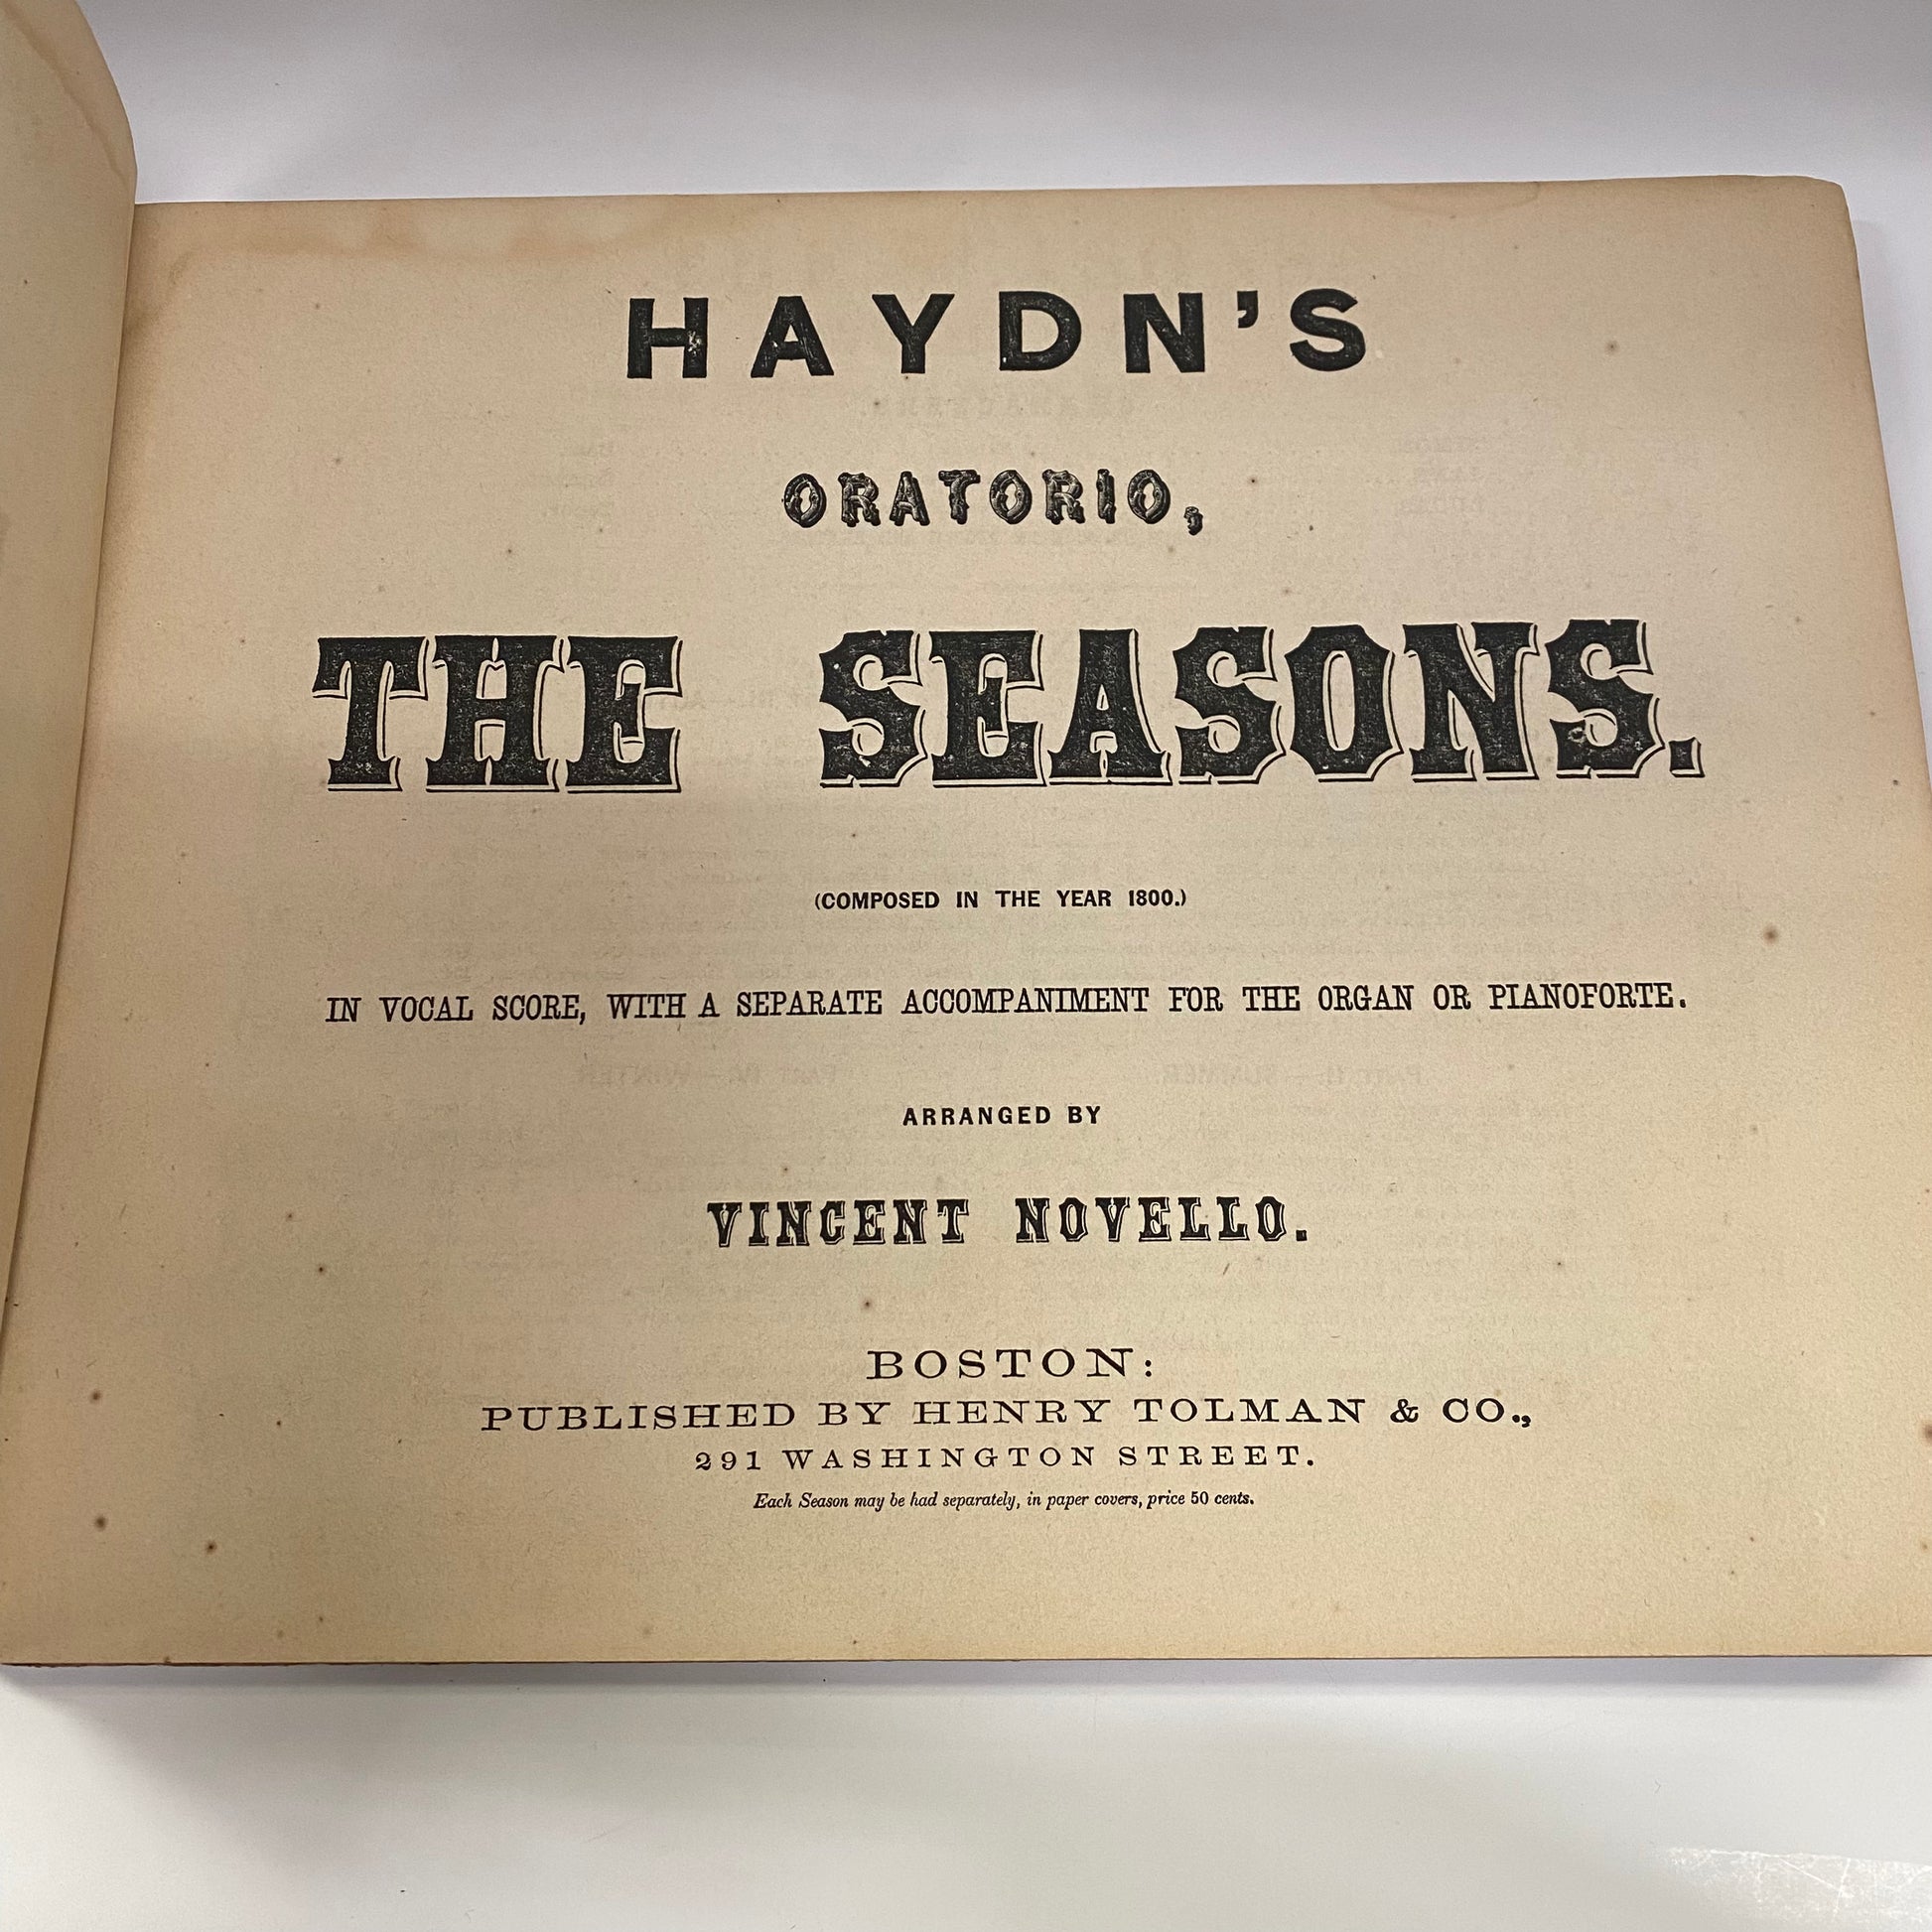 HAYDN'S
ORATORIO,
THE SEASONS.
(COMPOSED IN THE YEAR 1800.)
IN VOCAL SCORE, WITH A SEPARATE ACCOMPANIMENT FOR THE ORGAN OR PIANOFORTE.
ARRANGED BY
VINCENT NOVELLO.
BOSTON:
PUBLISHED BY HENRY TOLMAN & CO.,
291 WASHINGTON STREET.
Each Season may be had separately, in paper covers, price 50 cents.